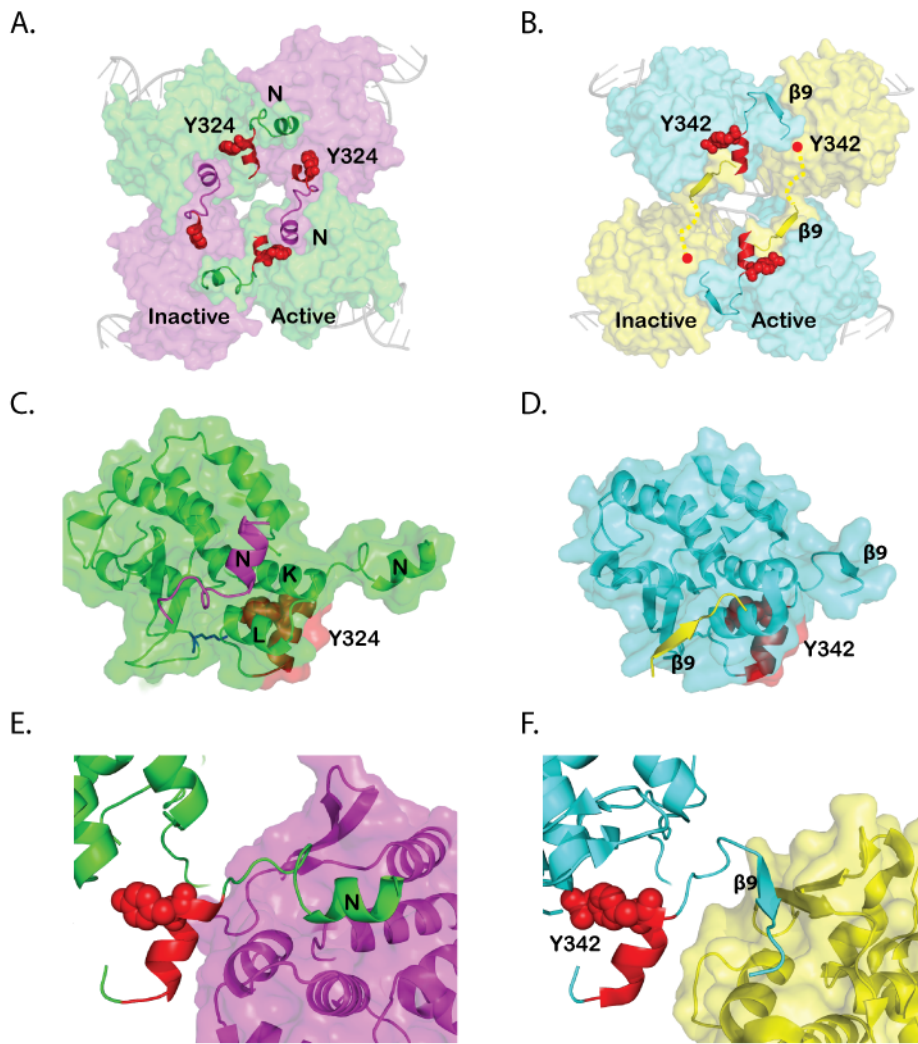 A.
B.
N
Y324
Y324
N
Inactive
Active
β9
Y342
Y342
β9
Inactive
Active
C.
D.
N
K
N
L
Y324
β9
β9
Y342
E.
F.
N
β9
Y342